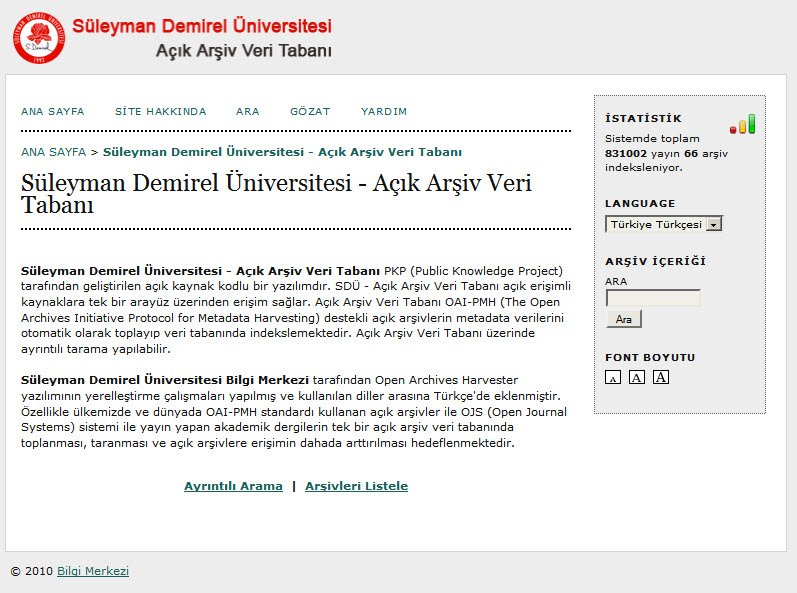 Süleyman Demirel Üniversitesi
Açık Arşiv Veri Tabanı
ANA SAYFA SİTE HAKKINDA ARA GÖZAT YARDIM
ANA SAYFA > Süleyman Demirel Üniversitesi - Açık Arşiv Veri Tabanı
Süleyman Demirel Üniversitesi - Açık Arşiv Veri
Tabanı
Süleyman Demirel Üniversitesi - Açık Arşiv Veri Tabanı PKP (Public Knowledge Project)
tarafından geliştirilen açık kaynak kodlu bir yazılımdır. SDÜ - Açık Arşiv Veri Tabanı açık erişimli
kaynaklara tek bir arayüz üzerinden erişim sağlar. Açık Arşiv Veri Tabanı OAI-PMH (The Open
Archives Initiative Protocol for Metadata Harvesting) destekli açık arşivlerin metadata verilerini
otomatik olarak toplayıp veri tabanında indekslemektedir. Açık Arşiv Veri Tabanı üzerinde
ayrıntılı tarama yapılabilir.
Süleyman Demirel Üniversitesi Bilgi Merkezi tarafından Open Archives Harvester
yazılımının yerelleştirme çalışmaları yapılmış ve kullanılan diller arasına Türkçe'de eklenmiştir.
Özellikle ülkemizde ve dünyada OAI-PMH standardı kullanan açık arşivler ile OJS (Open Journal
Systems) sistemi ile yayın yapan akademik dergilerin tek bir açık arşiv veri tabanında
toplanması, taranması ve açık arşivlere erişimin dahada arttırılması hedeflenmektedir.
Ayrıntılı Arama | Arşivleri Listele
İSTATİSTİK
Sistemde toplam
831002 yayın 66 arşiv
indeksleniyor.
LANGUAGE
Türkiye Türkçesi
ARŞİV İÇERİĞİ
ARA
Ara
FONT BOYUTU
A A A
© 2010 Bilgi Merkezi